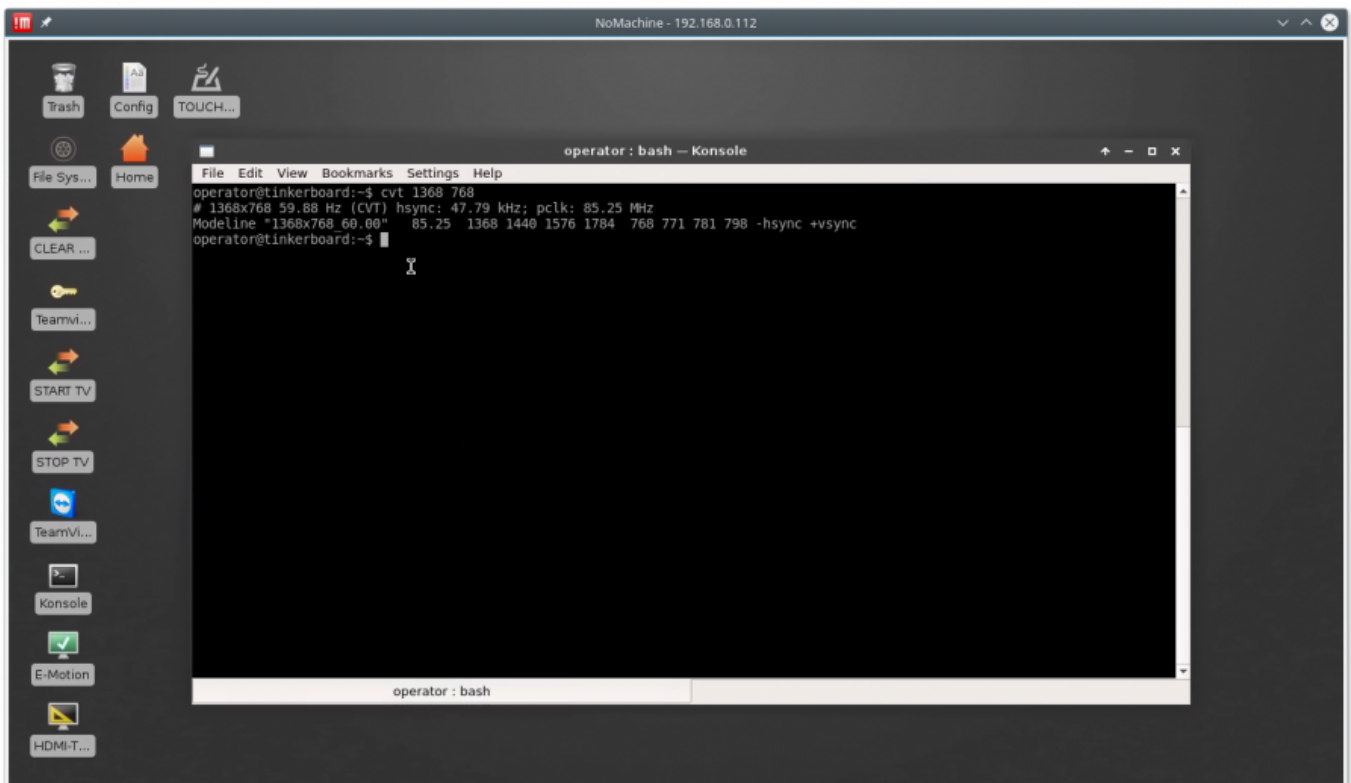 !m
NoMachine - 192.168.0.112
Trash
Config
TOUCH...
File Sys...
Home
CLEAR ...
Teamvi...
START TV
STOP TV
TeamVi...
Konsole
E-Motion
HDMI-T...
operator : bash — Konsole
File Edit View Bookmarks Settings Help
operator@tinkerboard:~$ cvt 1368 768
# 1368x768 59.88 Hz (CVT) hsync: 47.79 kHz; pclk: 85.25 MHz
Modeline "1368x768_60.00"   85.25  1368 1440 1576 1784  768 771 781 798 -hsync +vsync
operator@tinkerboard:~$
operator : bash